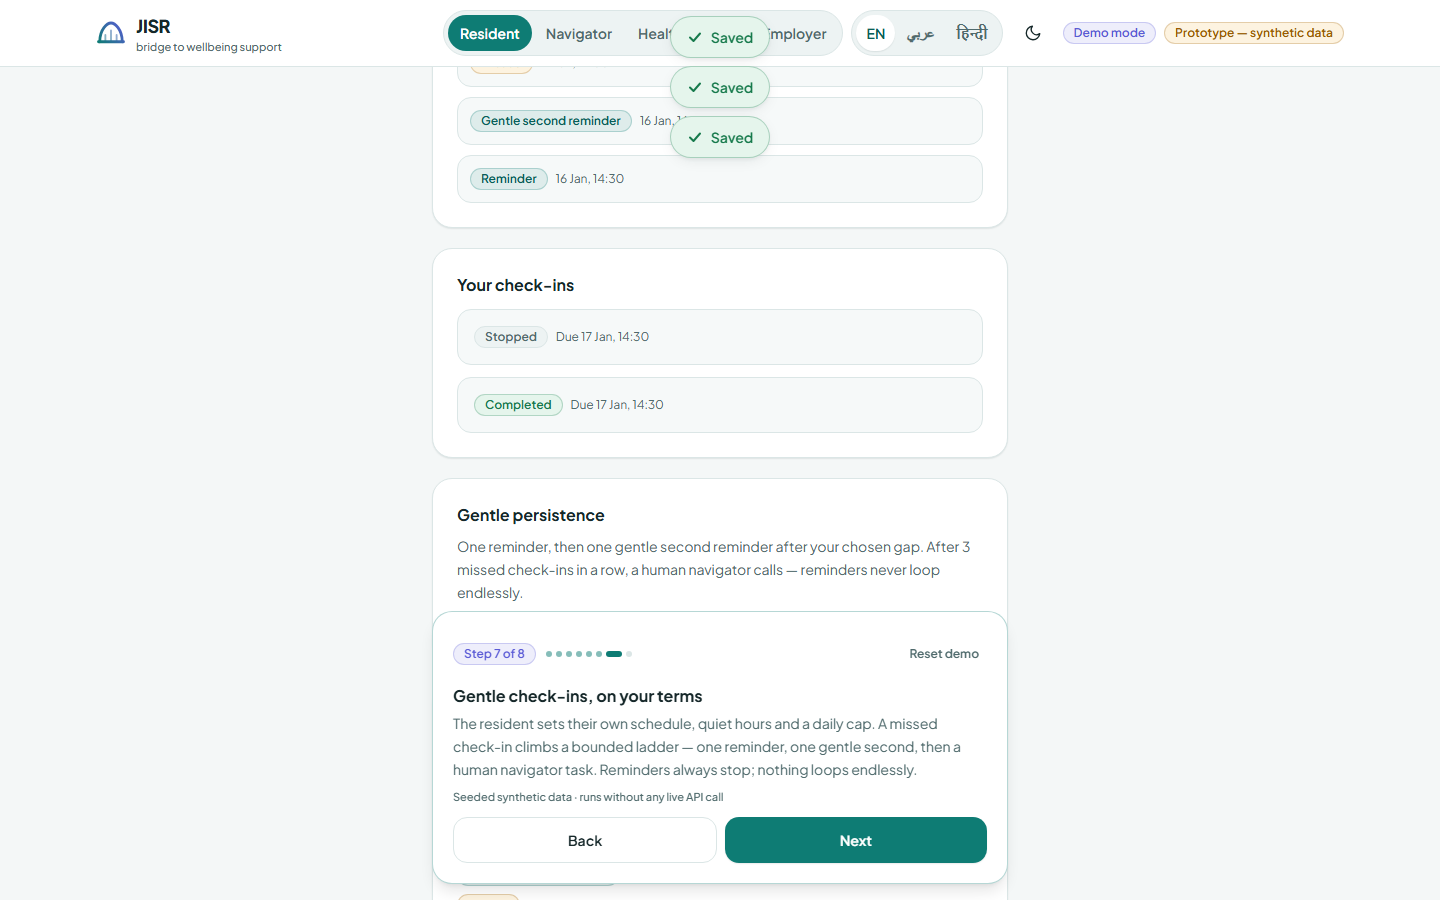 JISR
bridge to wellbeing support
Resident
Navigator
Employer
EN
عربي
हिन्दी
Demo mode
Prototype — synthetic data
Saved
Saved
Saved
Gentle second reminder
16 Jan,
Reminder
16 Jan, 14:30
Your check-ins
Stopped
Due 17 Jan, 14:30
Completed
Due 17 Jan, 14:30
Gentle persistence
One reminder, then one gentle second reminder after your chosen gap. After 3
missed check-ins in a row, a human navigator calls — reminders never loop
endlessly.
Step 7 of 8
Reset demo
Gentle check-ins, on your terms
The resident sets their own schedule, quiet hours and a daily cap. A missed
check-in climbs a bounded ladder — one reminder, one gentle second, then a
human navigator task. Reminders always stop; nothing loops endlessly.
Seeded synthetic data · runs without any live API call
Back
Next